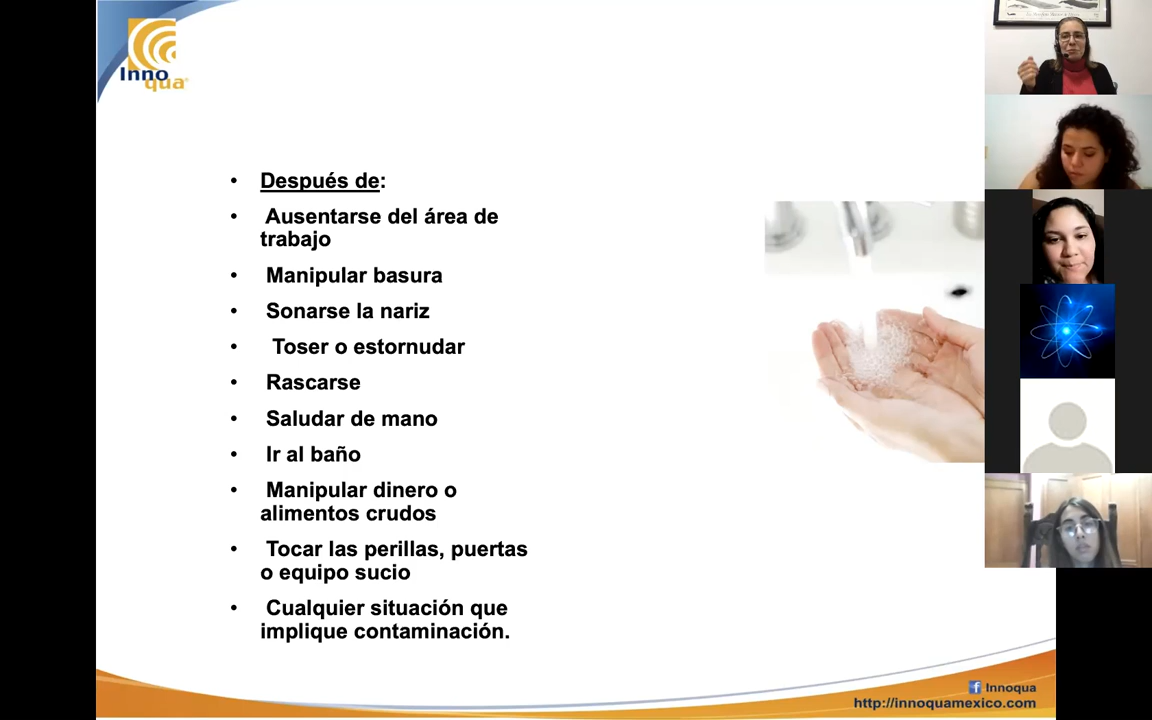 Inno
qua
Después de:
Ausentarse del área de
trabajo
Manipular basura
Sonarse la nariz
Toser o estornudar
Rascarse
Saludar de mano
Ir al baño
Manipular dinero o
alimentos crudos
Tocar las perillas, puertas
o equipo sucio
Cualquier situación que
implique contaminación.
Innoqua
http://innoquamexico.com